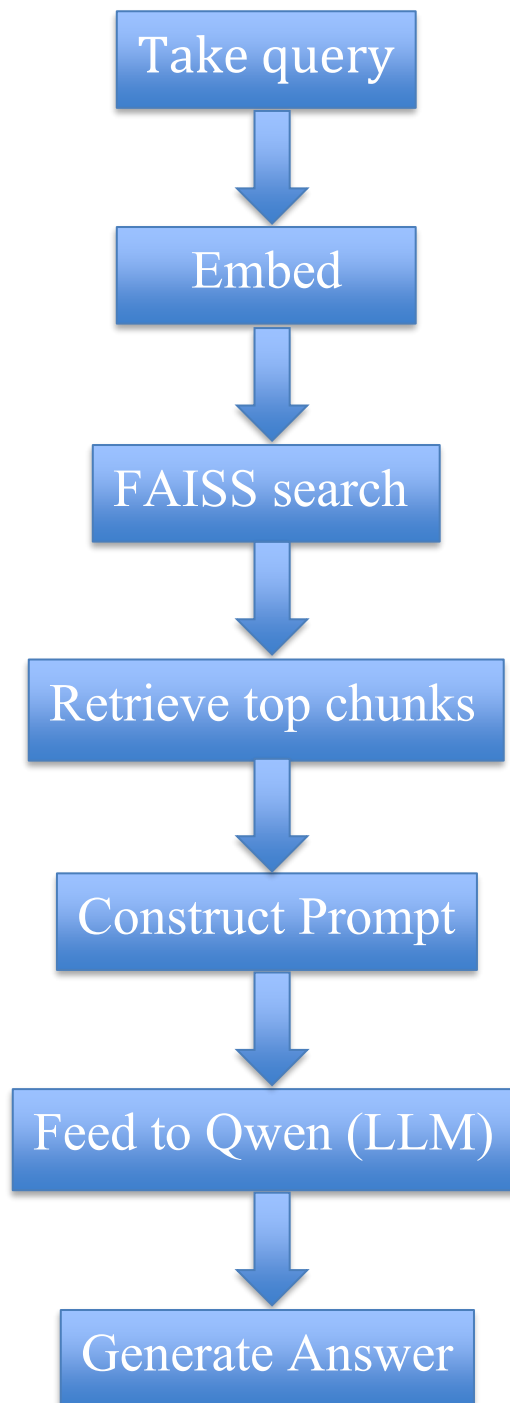 Take query
Embed
FAISS search
Retrieve top chunks
Construct Prompt
Feed to Qwen (LLM)
Generate Answer